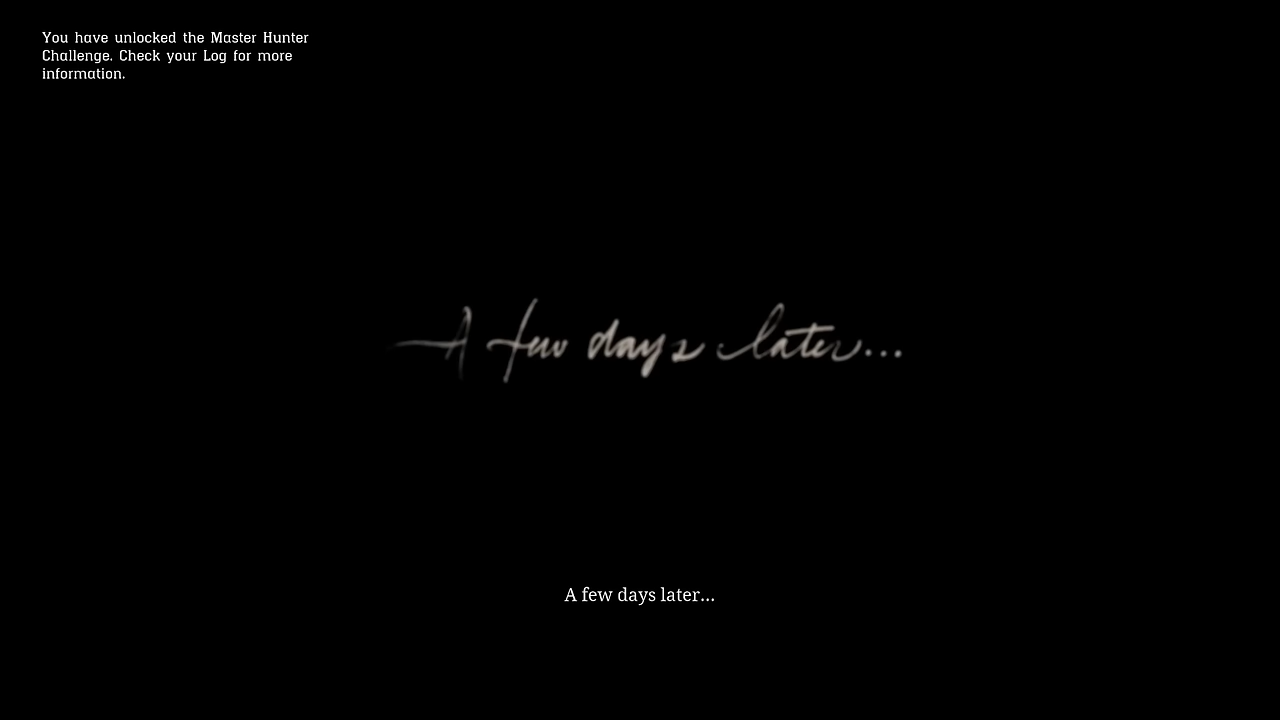 You have unlocked the Master Hunter
Challenge. Check your Log for more
information.
A few days later...
A few days later...